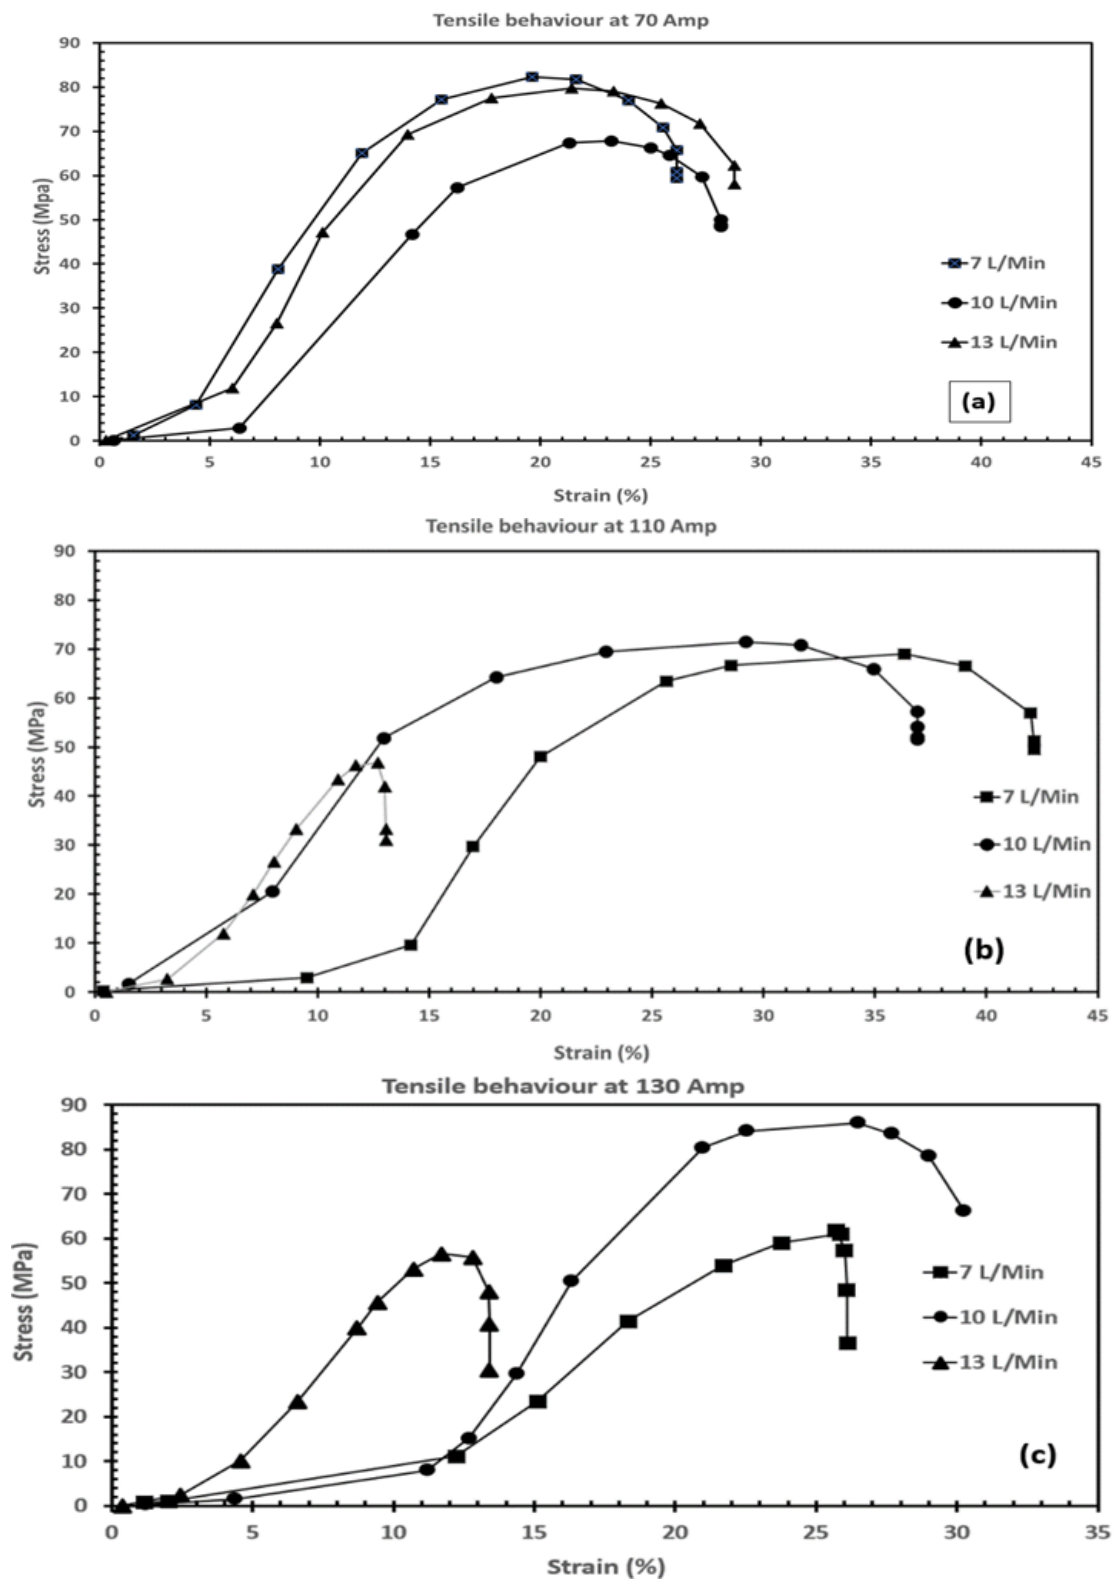 Tensile behaviour at 70 Amp
90
80
70
60
50
40
30
20
10
0
Stress (Mpa)
7 L/Min
10 L/Min
13 L/Min
(a)
0 5 10 15 20 25 30 35 40 45
Strain (%)
Tensile behaviour at 110 Amp
90
80
70
60
50
40
30
20
10
0
Stress (MPa)
7 L/Min
10 L/Min
13 L/Min
(b)
0 5 10 15 20 25 30 35 40 45
Strain (%)
Tensile behaviour at 130 Amp
90
80
70
60
50
40
30
20
10
0
Stress (MPa)
7 L/Min
10 L/Min
13 L/Min
(c)
0 5 10 15 20 25 30 35
Strain (%)